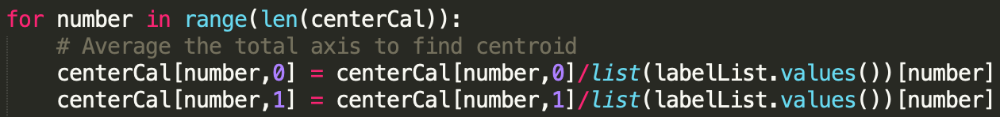 for number in range(len(centerCal)):
    # Average the total axis to find centroid
    centerCal[number,0] = centerCal[number,0]/list(labelList.values())[number]
    centerCal[number,1] = centerCal[number,1]/list(labelList.values())[number]